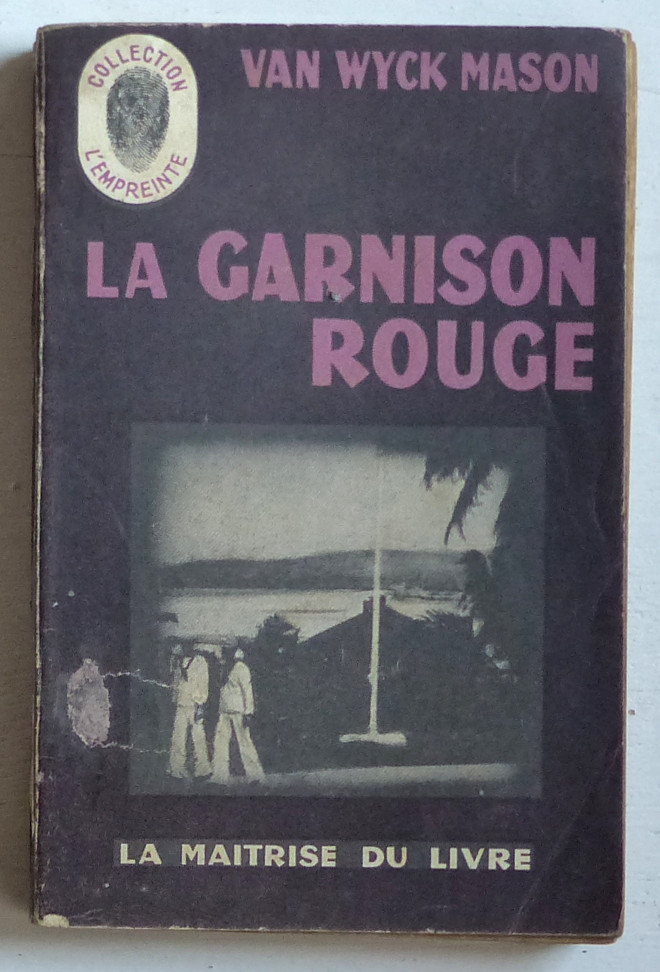 COLLECTION
L'EMPREINTE
VAN WYCK MASON
LA GARNISON
ROUGE
LA MAITRISE DU LIVRE